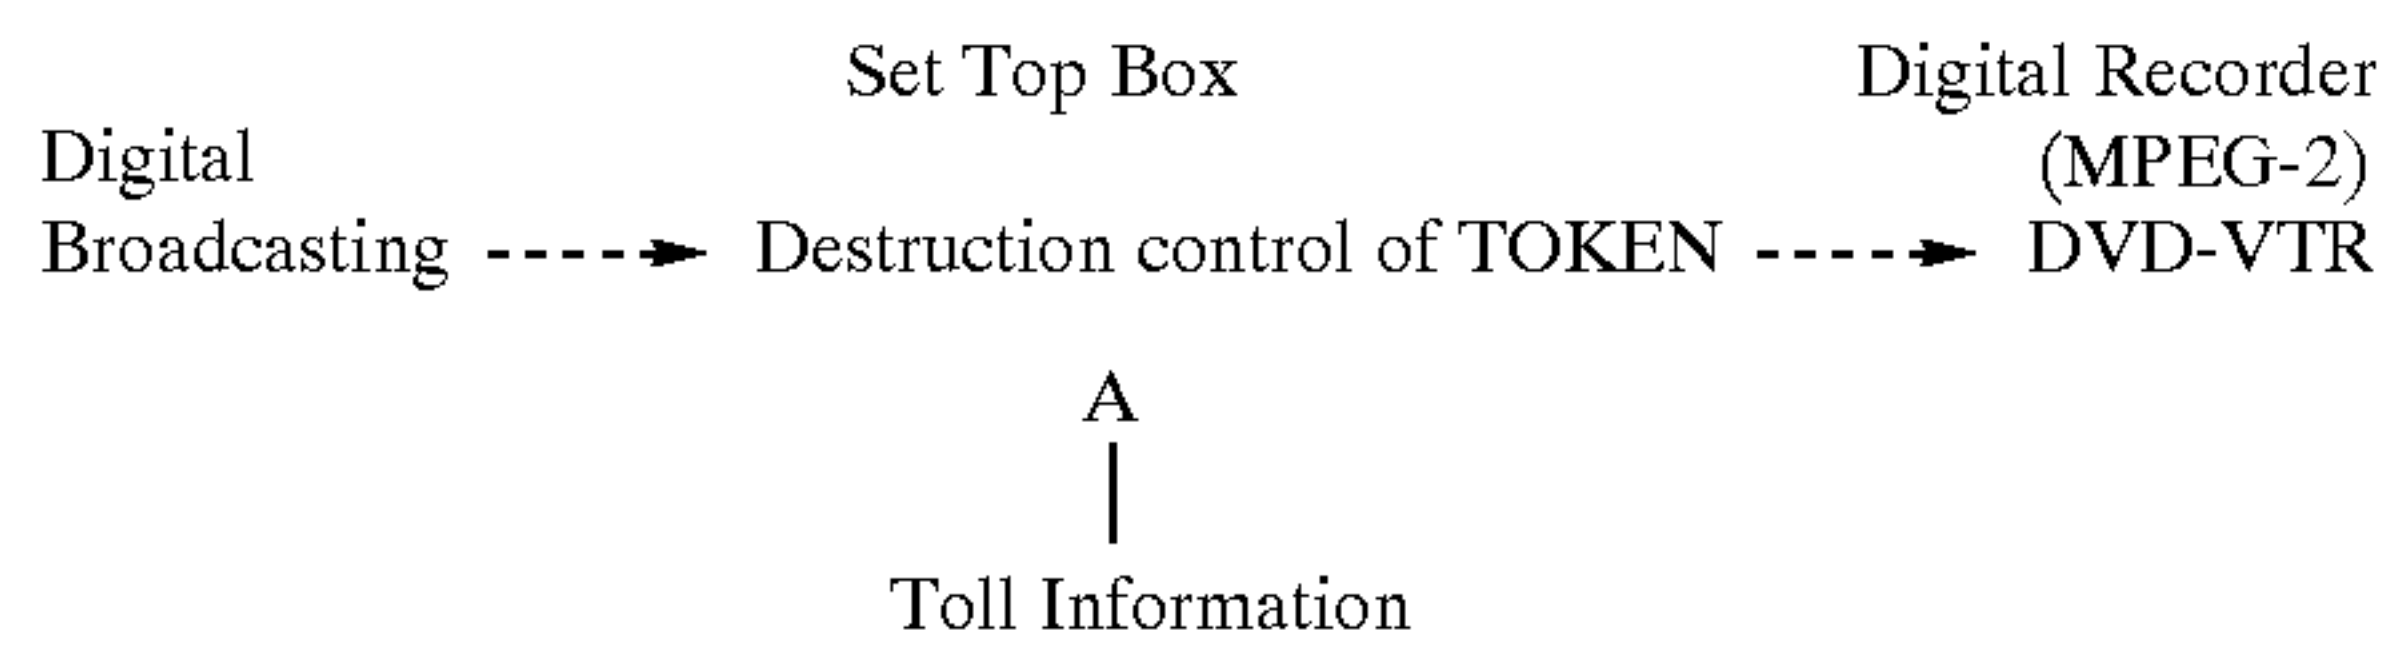 Set Top Box
Digital Recorder
(MPEG-2)
Digital
Broadcasting
Destruction control of TOKEN
DVD-VTR
A
Toll Information